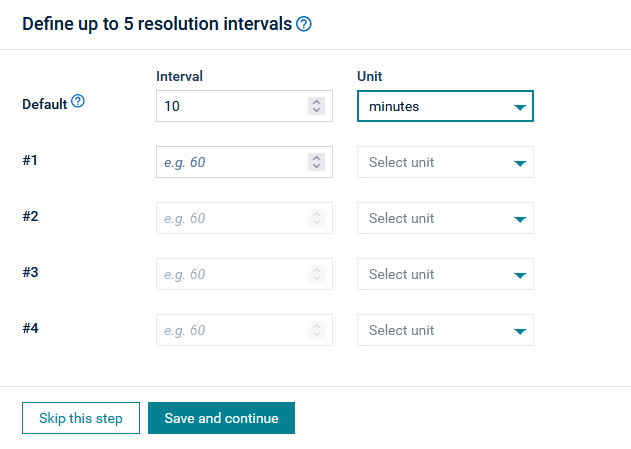 Define up to 5 resolution intervals ?
Interval Unit
Default ? 10 minutes
#1 e.g. 60 Select unit
#2 e.g. 60 Select unit
#3 e.g. 60 Select unit
#4 e.g. 60 Select unit
Skip this step Save and continue